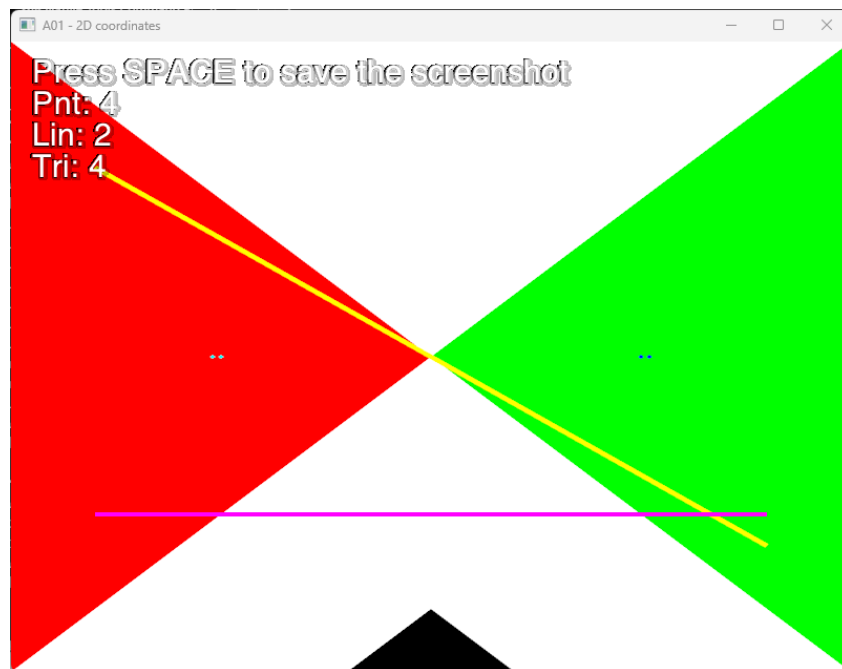 A01 - 2D coordinates
Press SPACE to save the screenshot
Pnt: 4
Lin: 2
Tri: 4